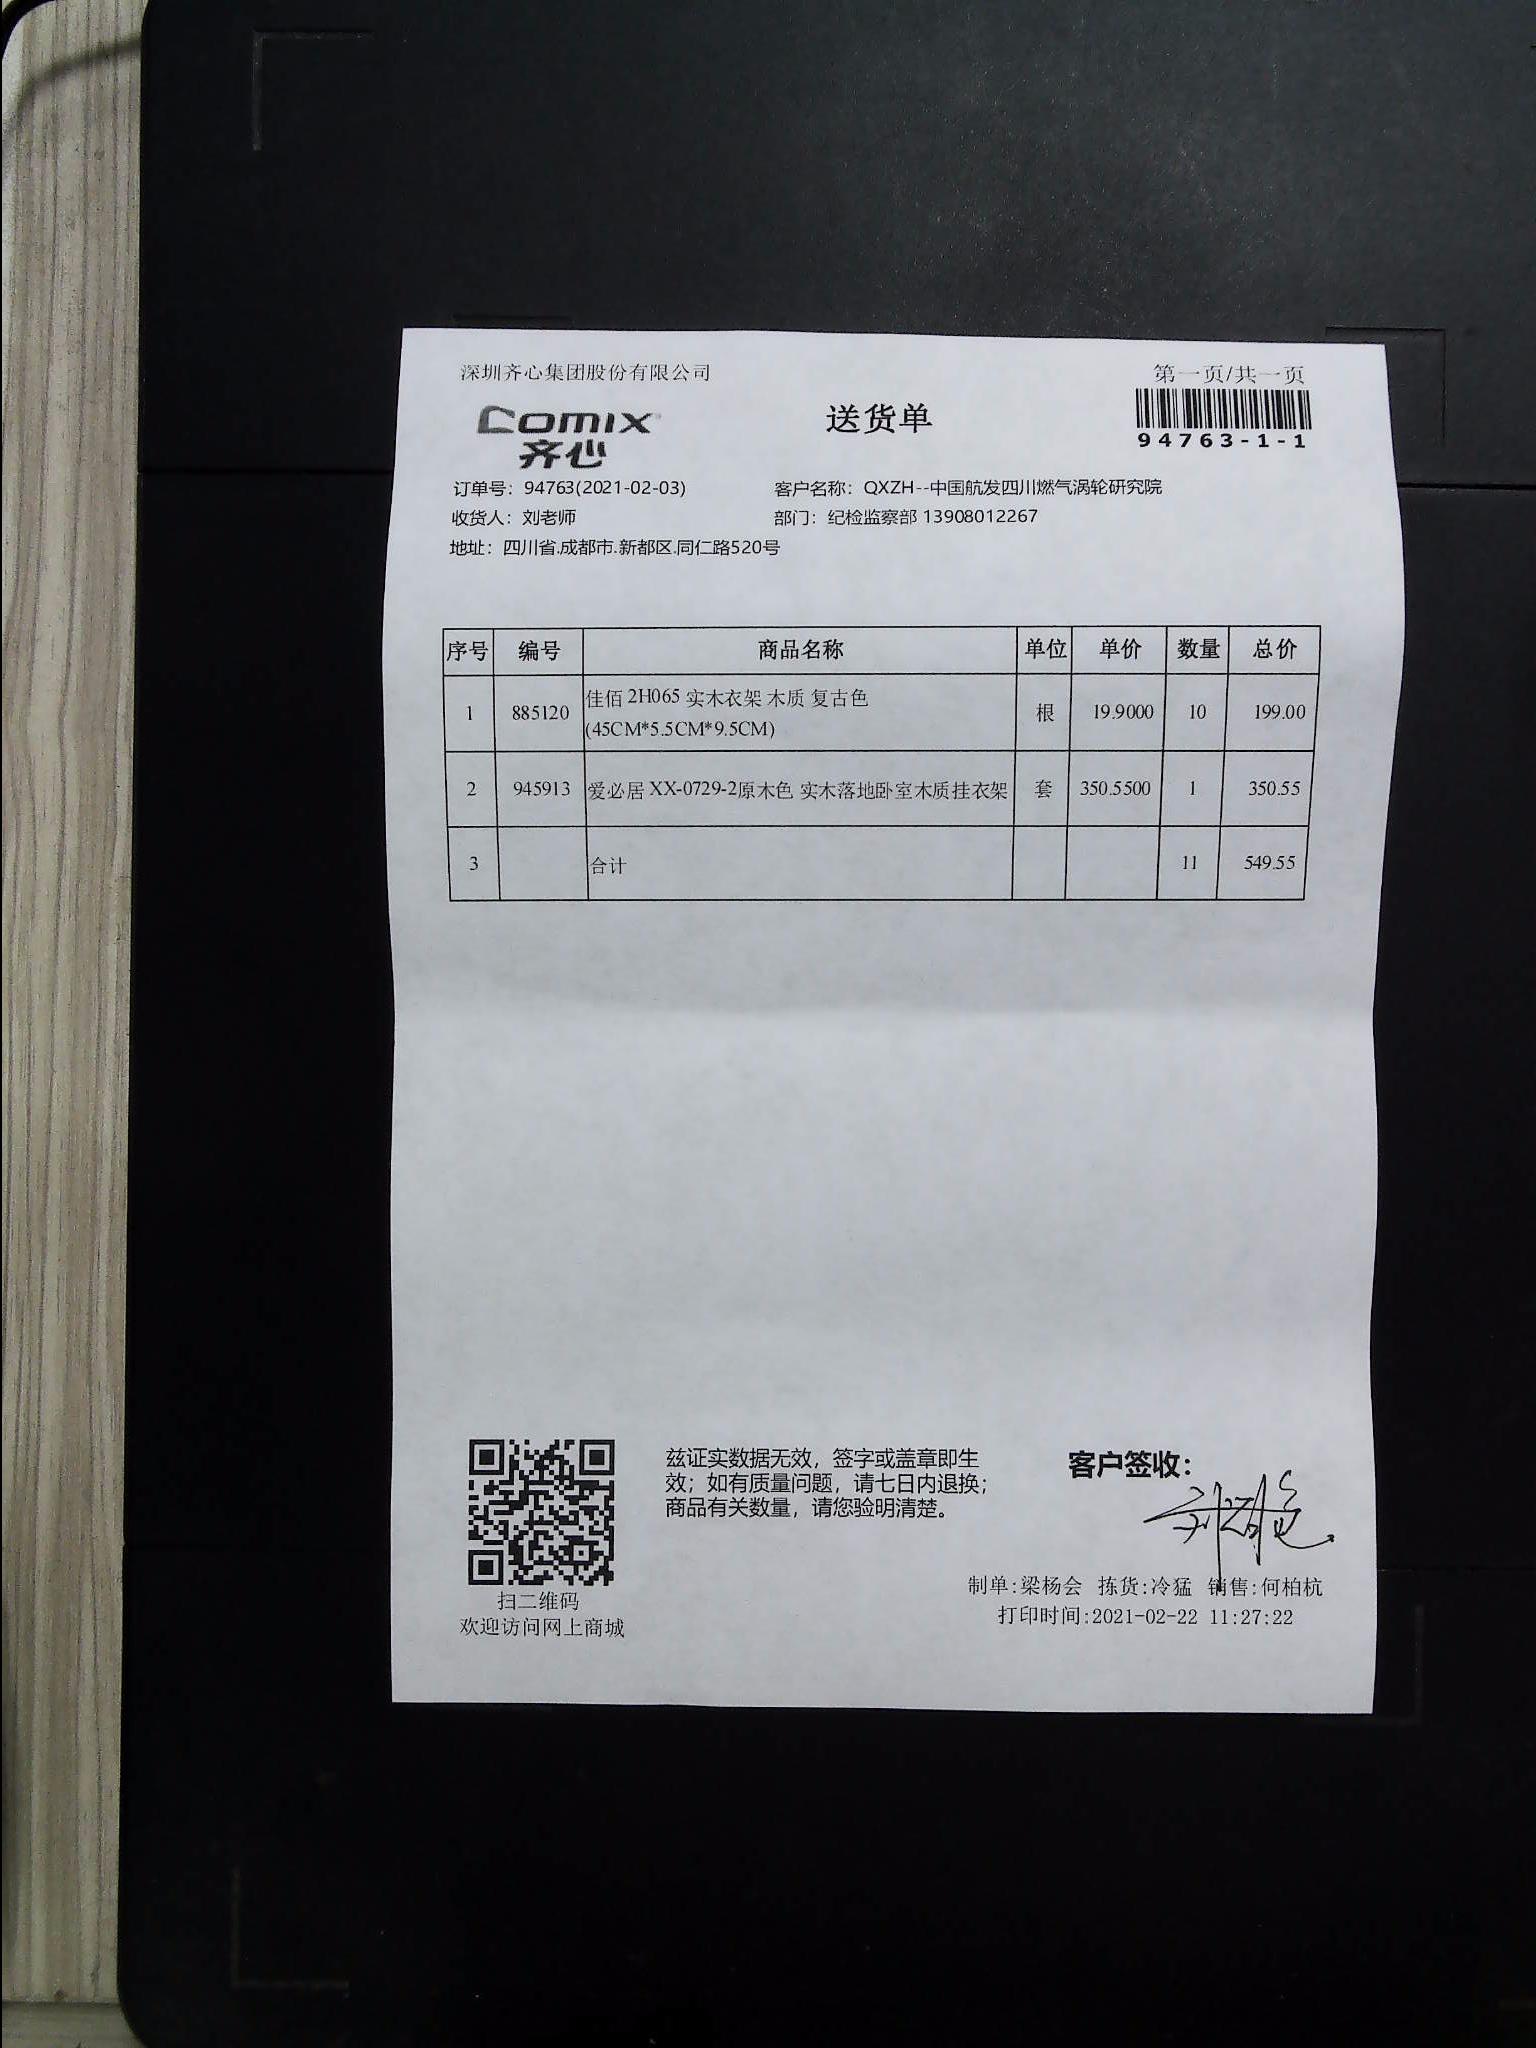 深圳齐心集团股份有限公司
第一页/共一页
Comix
齐心
送货单
94763-1-1
订单号：94763(2021-02-03) 客户名称：QXZH--中国航发四川燃气涡轮研究院
收货人：刘老师 部门：纪检监察部 13908012267
地址：四川省.成都市.新都区.同仁路520号
序号 编号 商品名称 单位 单价 数量 总价
1 885120 佳佰 2H065 实木衣架 木质 复古色 根 19.9000 10 199.00
(45CM*5.5CM*9.5CM)
2 945913 爱必居 XX-0729-2原木色 实木落地卧室木质挂衣架 套 350.5500 1 350.55
3 合计 11 549.55
兹证实数据无效，签字或盖章即生
效；如有质量问题，请七日内退换；
商品有关数量，请您验明清楚。
客户签收：
扫二维码
欢迎访问网上商城
制单:梁杨会 拣货:冷猛 销售:何柏杭
打印时间:2021-02-22 11:27:22